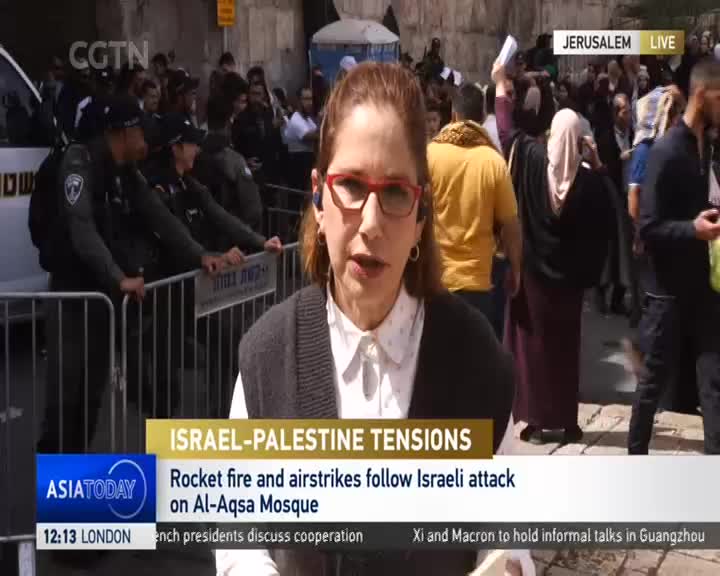 CGTN
JERUSALEM LIVE
ISRAEL-PALESTINE TENSIONS
Rocket fire and airstrikes follow Israeli attack
on Al-Aqsa Mosque
ASIA TODAY
12:13 LONDON
ench presidents discuss cooperation Xi and Macron to hold informal talks in Guangzhou